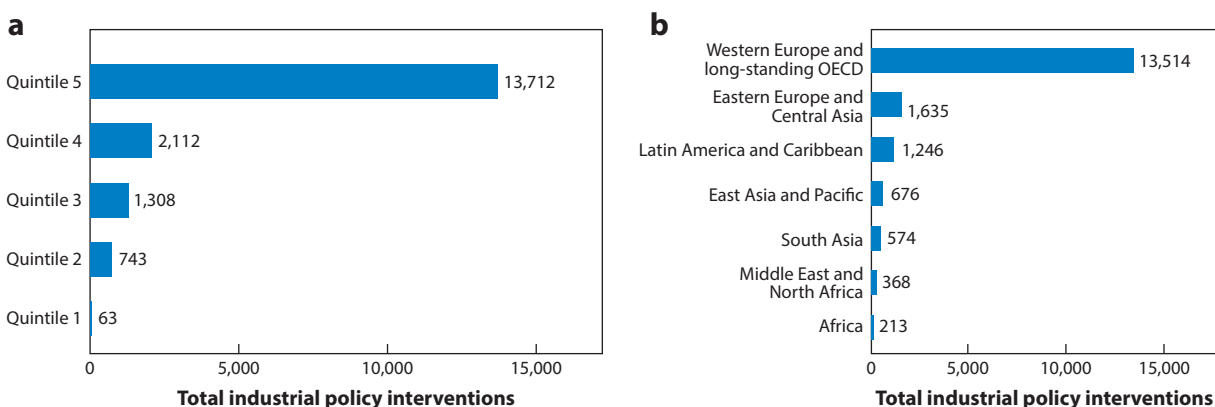 a
Quintile 5
13,712
Quintile 4
2,112
Quintile 3
1,308
Quintile 2
743
Quintile 1
63
0
5,000
10,000
15,000
Total industrial policy interventions
b
Western Europe and
long-standing OECD
13,514
Eastern Europe and
Central Asia
1,635
Latin America and Caribbean
1,246
East Asia and Pacific
676
South Asia
574
Middle East and
North Africa
368
Africa
213
0
5,000
10,000
15,000
Total industrial policy interventions